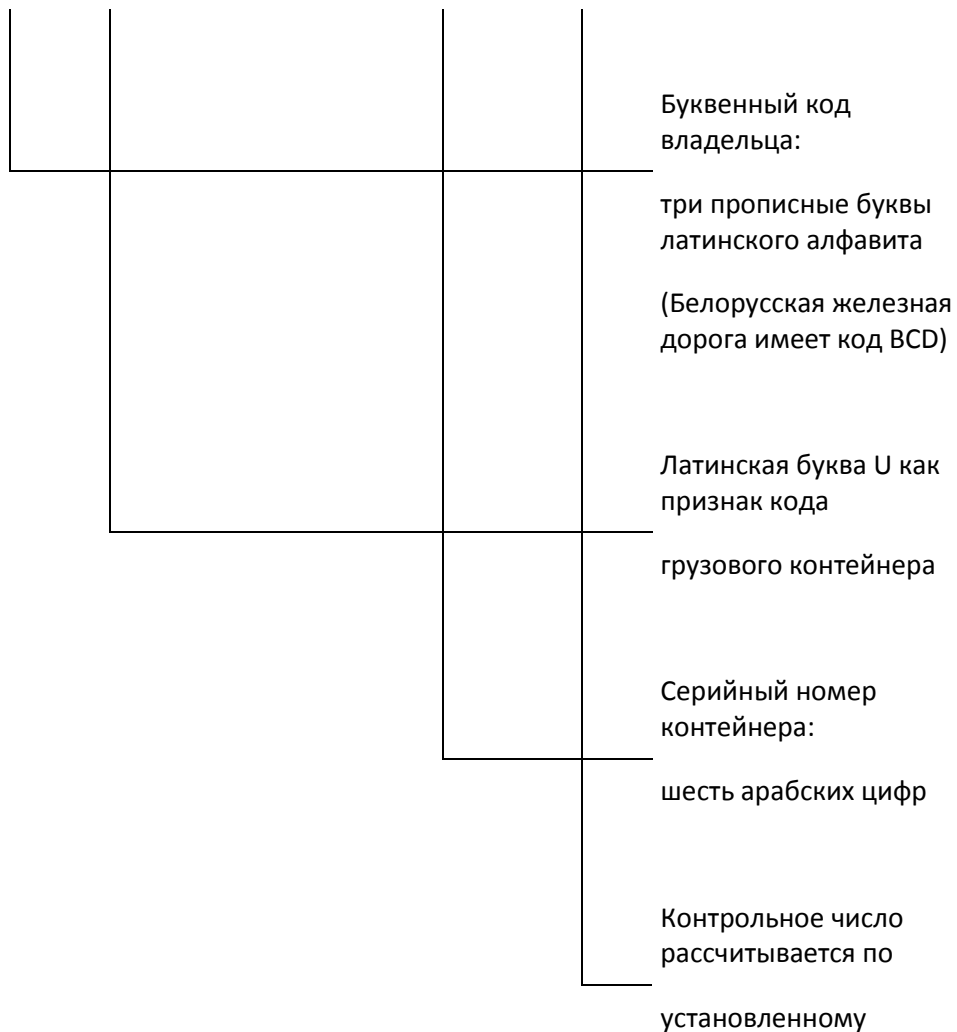 Буквенный код
владельца:
три прописные буквы
латинского алфавита
(Белорусская железная
дорога имеет код BCD)
Латинская буква U как
признак кода
грузового контейнера
Серийный номер
контейнера:
шесть арабских цифр
Контрольное число
рассчитывается по
установленному